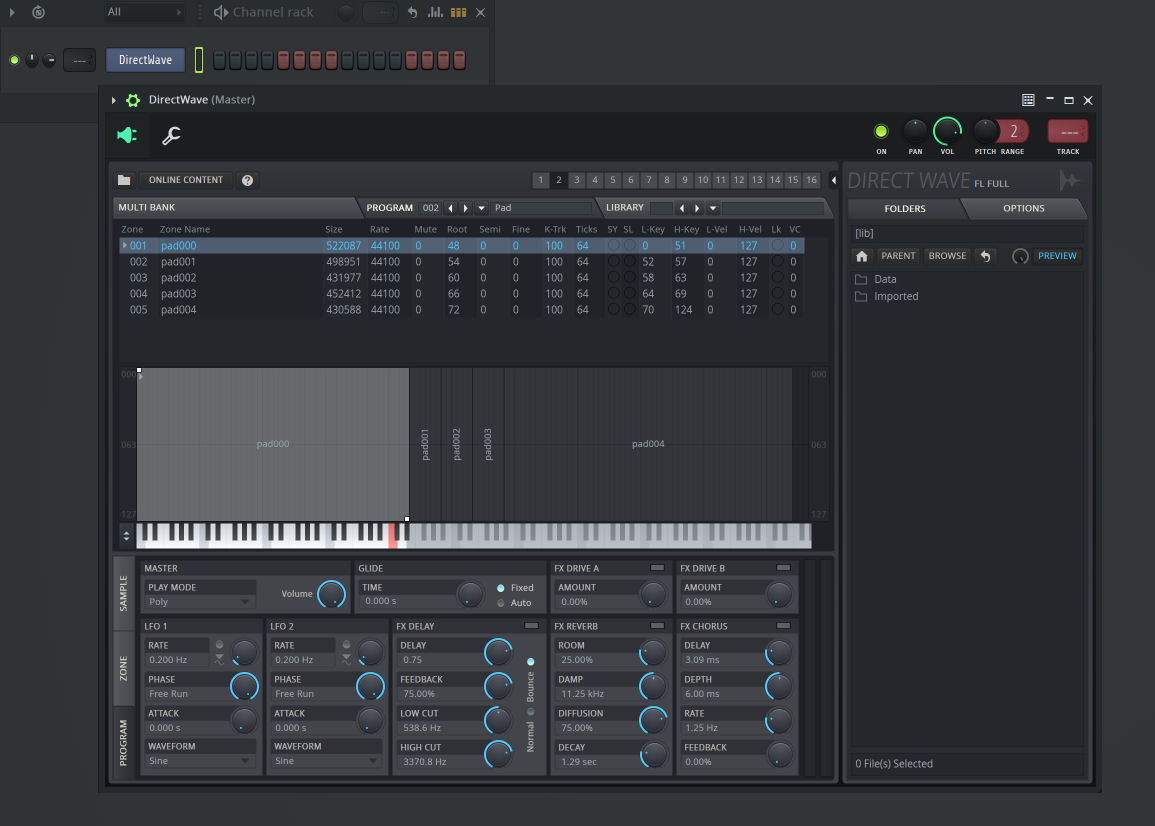 All Channel rack
--- DirectWave
DirectWave (Master)
ON PAN VOL PITCH RANGE 2 --- TRACK
ONLINE CONTENT ? 1 2 3 4 5 6 7 8 9 10 11 12 13 14 15 16
DIRECT WAVE FL FULL
MULTI BANK PROGRAM 002 Pad LIBRARY
FOLDERS OPTIONS
Zone Zone Name Size Rate Mute Root Semi Fine K-Trk Ticks SY SL L-Key H-Key L-Vel H-Vel Lk VC
001 pad000 522087 44100 0 48 0 0 100 64 0 51 0 127 0
002 pad001 498951 44100 0 54 0 0 100 64 52 57 0 127 0
003 pad002 431977 44100 0 60 0 0 100 64 58 63 0 127 0
004 pad003 452412 44100 0 66 0 0 100 64 64 69 0 127 0
005 pad004 430588 44100 0 72 0 0 100 64 70 124 0 127 0
[lib]
PARENT BROWSE PREVIEW
Data
Imported
000 000
063 pad000 pad001 pad002 pad003 pad004 063
127 127
SAMPLE
ZONE
PROGRAM
MASTER
PLAY MODE
Poly
Volume
GLIDE
TIME
0.000 s
Fixed
Auto
FX DRIVE A
AMOUNT
0.00%
FX DRIVE B
AMOUNT
0.00%
LFO 1
RATE
0.200 Hz
PHASE
Free Run
ATTACK
0.000 s
WAVEFORM
Sine
LFO 2
RATE
0.200 Hz
PHASE
Free Run
ATTACK
0.000 s
WAVEFORM
Sine
FX DELAY
DELAY
0.75
FEEDBACK
75.00%
LOW CUT
538.6 Hz
HIGH CUT
3370.8 Hz
Bounce
Normal
FX REVERB
ROOM
25.00%
DAMP
11.25 kHz
DIFFUSION
75.00%
DECAY
1.29 sec
FX CHORUS
DELAY
3.09 ms
DEPTH
6.00 ms
RATE
1.25 Hz
FEEDBACK
0.00%
0 File(s) Selected